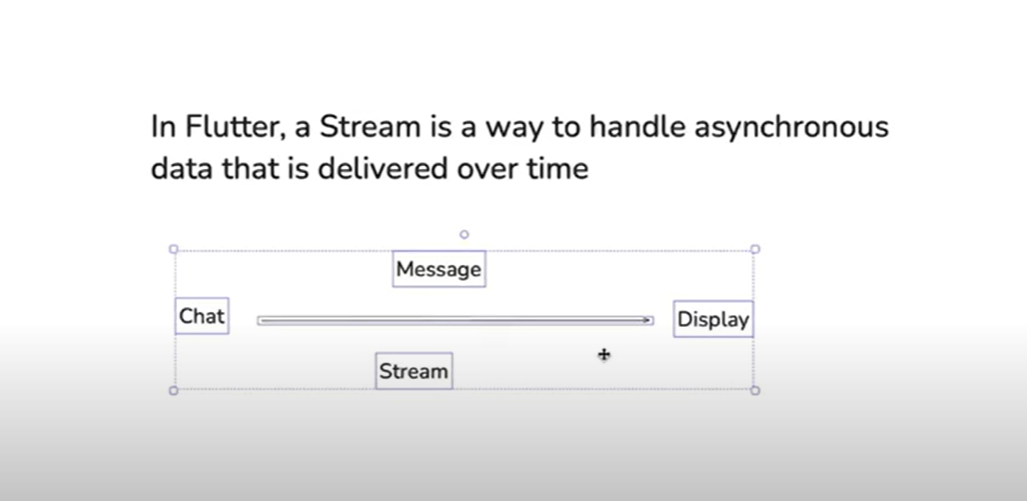 In Flutter, a Stream is a way to handle asynchronous
data that is delivered over time
Message
Chat
Display
Stream